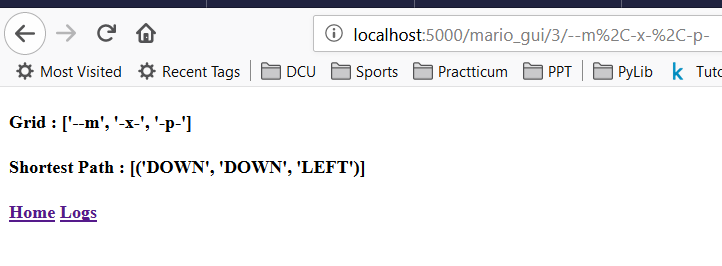 localhost:5000/mario_gui/3/--m%2C-x-%2C-p-
Most Visited Recent Tags DCU Sports Practticum PPT PyLib Tuto
Grid : ['--m', '-x-', '-p-']
Shortest Path : [('DOWN', 'DOWN', 'LEFT')]
Home Logs